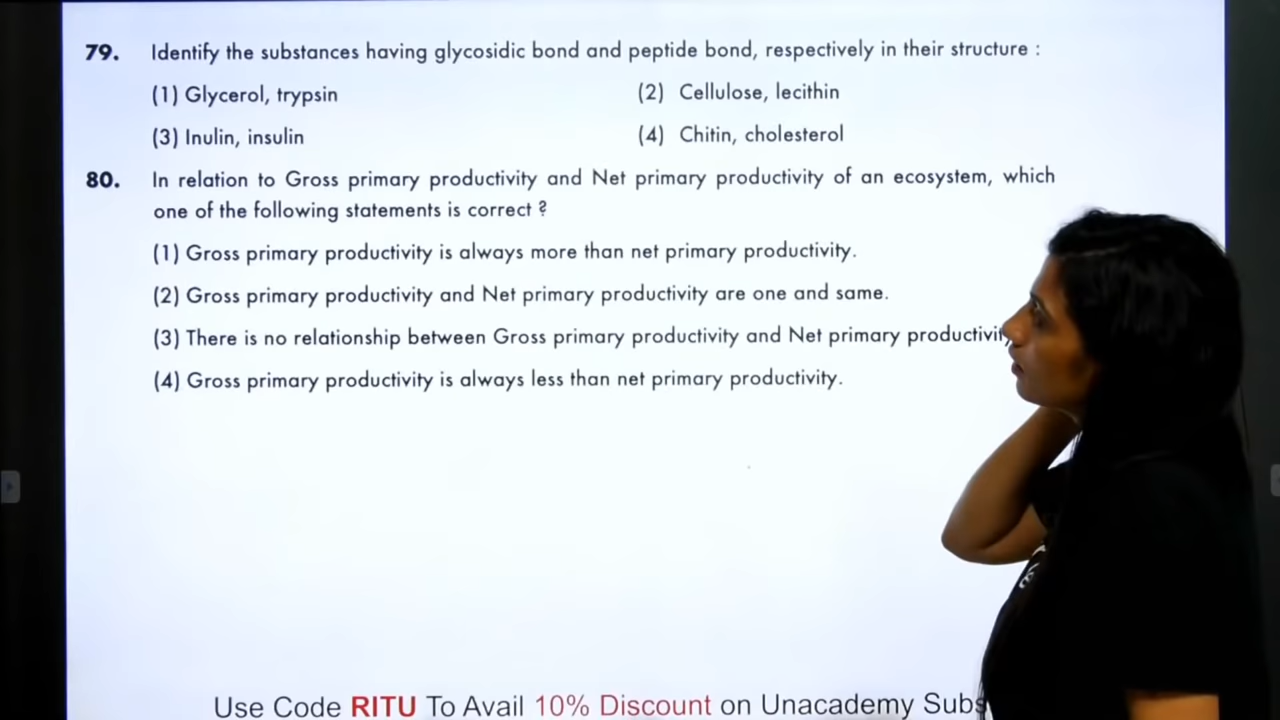 79. Identify the substances having glycosidic bond and peptide bond, respectively in their structure :
(1) Glycerol, trypsin (2) Cellulose, lecithin
(3) Inulin, insulin (4) Chitin, cholesterol
80. In relation to Gross primary productivity and Net primary productivity of an ecosystem, which
one of the following statements is correct ?
(1) Gross primary productivity is always more than net primary productivity.
(2) Gross primary productivity and Net primary productivity are one and same.
(3) There is no relationship between Gross primary productivity and Net primary
(4) Gross primary productivity is always less than net primary productivity.
Use Code RITU To Avail 10% Discount on Unacademy